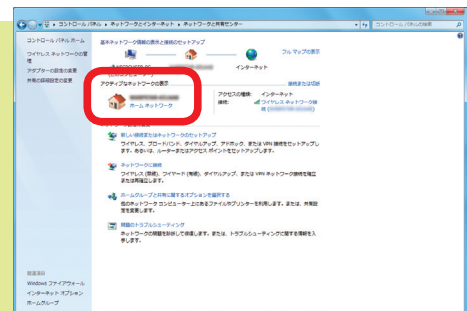 コントロール パネル ▸ ネットワークとインターネット ▸ ネットワークと共有センター
コントロール パネルの検索
コントロール パネル ホーム
ワイヤレス ネットワークの管理
アダプターの設定の変更
共有の詳細設定の変更
基本ネットワーク情報の表示と接続のセットアップ
フル マップの表示
インターネット
アクティブなネットワークの表示
接続または切断
ホーム ネットワーク
アクセスの種類: インターネット
接続: ワイヤレス ネットワーク接
続
新しい接続またはネットワークのセットアップ
ワイヤレス、ブロードバンド、ダイヤルアップ、アドホック、または VPN 接続をセットアップし
ます。あるいは、ルーターまたはアクセス ポイントをセットアップします。
ネットワークに接続
ワイヤレス (無線)、ワイヤード (有線)、ダイヤルアップ、または VPN ネットワーク接続を確立
または再確立します。
ホームグループと共有に関するオプションを選択する
他のネットワーク コンピューター上にあるファイルやプリンターを利用します。または、共有設
定を変更します。
問題のトラブルシューティング
ネットワークの問題を診断して修復します。または、トラブルシューティングに関する情報を入
手します。
関連項目
Windows ファイアウォール
インターネット オプション
ホームグループ